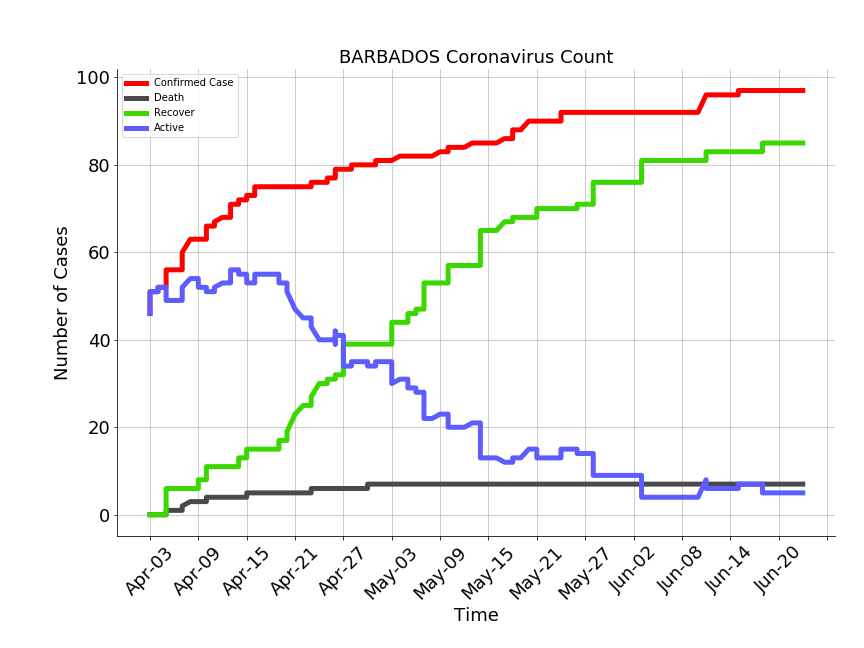 BARBADOS Coronavirus Count
Confirmed Case
Death
Recover
Active
Number of Cases
100
80
60
40
20
0
Apr-03
Apr-09
Apr-15
Apr-21
Apr-27
May-03
May-09
May-15
May-21
May-27
Jun-02
Jun-08
Jun-14
Jun-20
Time